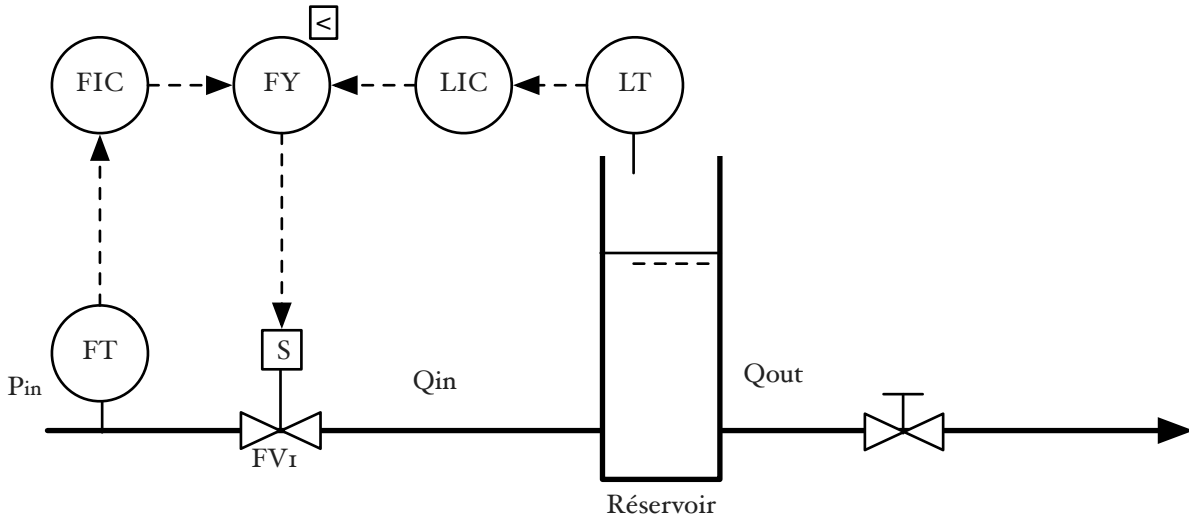 <
FIC
FY
LIC
LT
FT
S
Pin
Qin
Qout
FV1
Réservoir